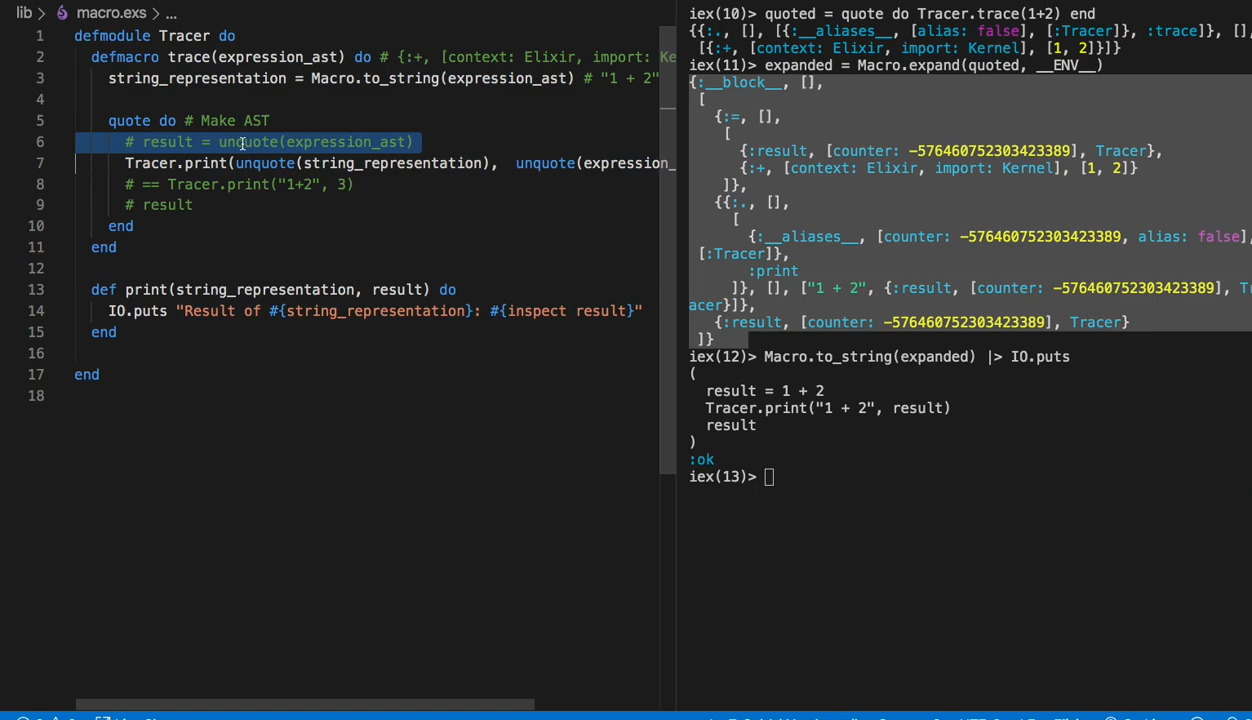 lib > macro.exs > ...
1 defmodule Tracer do
2 defmacro trace(expression_ast) do # {:+, [context: Elixir, import: Ke
3 string_representation = Macro.to_string(expression_ast) # "1 + 2"
4
5 quote do # Make AST
6 # result = unquote(expression_ast)
7 Tracer.print(unquote(string_representation), unquote(expression_
8 # == Tracer.print("1+2", 3)
9 # result
10 end
11 end
12
13 def print(string_representation, result) do
14 IO.puts "Result of #{string_representation}: #{inspect result}"
15 end
16
17 end
18
iex(10)> quoted = quote do Tracer.trace(1+2) end
{{:., [], [{:__aliases__, [alias: false], [:Tracer]}, :trace]}, [],
[{:+, [context: Elixir, import: Kernel], [1, 2]}]}
iex(11)> expanded = Macro.expand(quoted, __ENV__)
{:__block__, [],
[
{:=, [],
[
{:result, [counter: -576460752303423389], Tracer},
{:+, [context: Elixir, import: Kernel], [1, 2]}
]},
{{:., [],
[
{:__aliases__, [counter: -576460752303423389, alias: false],
[:Tracer]},
:print
]}, [], ["1 + 2", {:result, [counter: -576460752303423389], Tr
acer}]},
{:result, [counter: -576460752303423389], Tracer}
]}
iex(12)> Macro.to_string(expanded) |> IO.puts
(
result = 1 + 2
Tracer.print("1 + 2", result)
result
)
:ok
iex(13)>